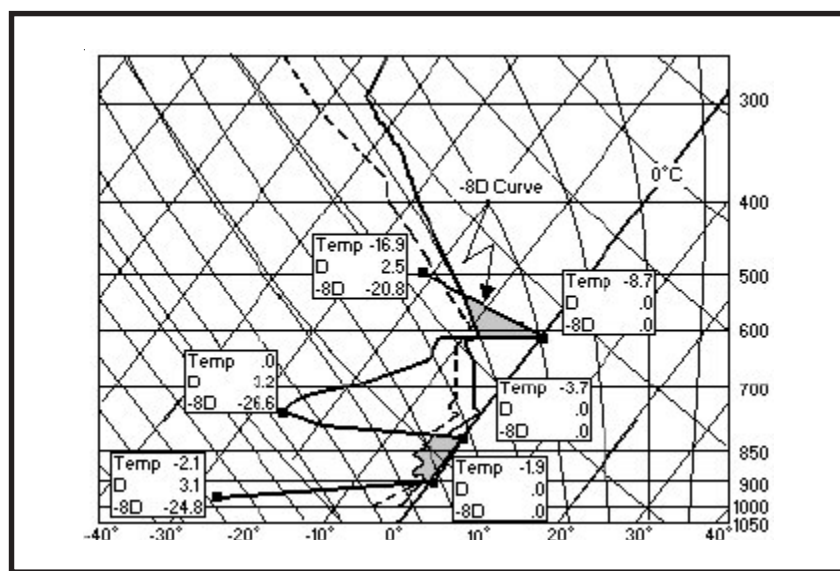 300
0°C
-8D Curve
400
Temp -16.9
D 2.5
-8D -20.8
500
Temp -8.7
D .0
-8D .0
600
Temp .0
D 3.2
-8D -26.6
700
Temp -3.7
D .0
-8D .0
850
Temp -2.1
D 3.1
-8D -24.8
Temp -1.9
D .0
-8D .0
900
1000
1050
-40° -30° -20° -10° 0° 10° 20° 30° 40°